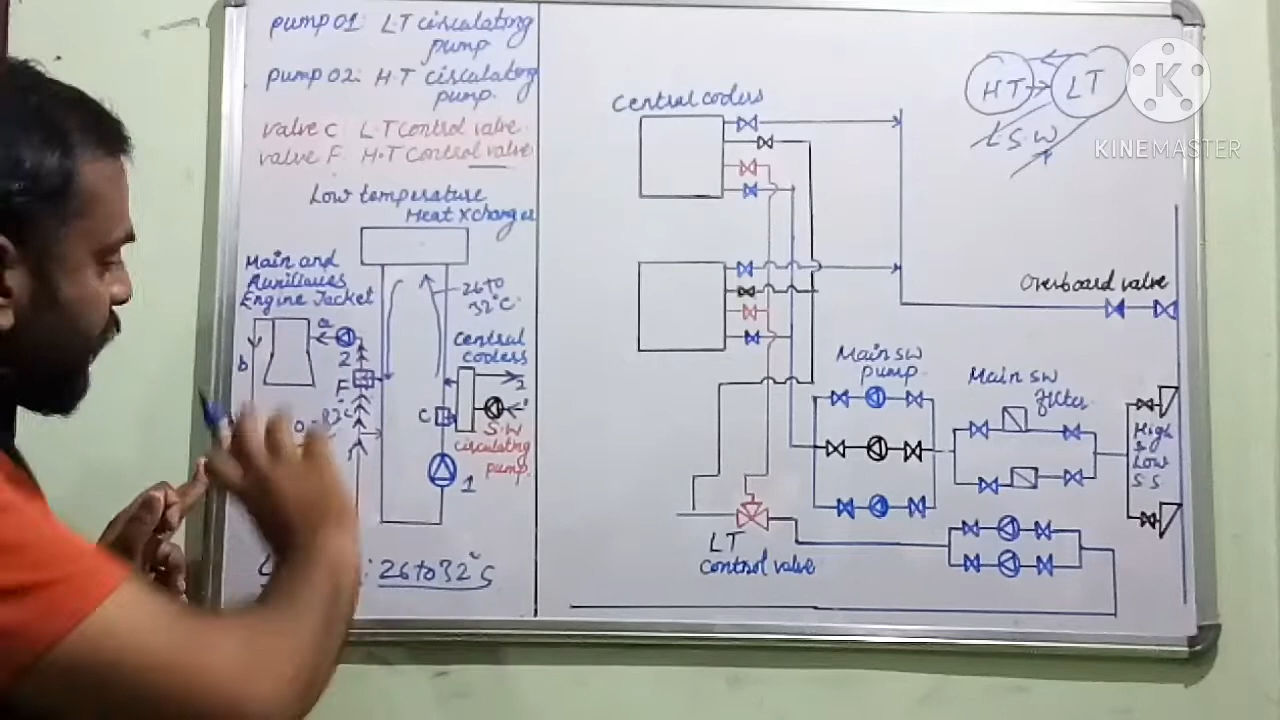 pump 01: L.T circulating
pump
pump 02: H.T circulating
pump.
valve C: L.T Control valve
valve F: H.T Control valve
Low temperature
Heat Xchanger
Main and
Auxiliaries
Engine Jacket
26 to
32°C
Central
coolers
a
b
2
F
C
S.W
circulating
pump.
1
: 26 to 32°C
Central coolers
HT
LT
S.W
K
KINEMASTER
Overboard valve
Main SW
pump
Main SW
filter
High
&
Low
S.S
LT
Control valve